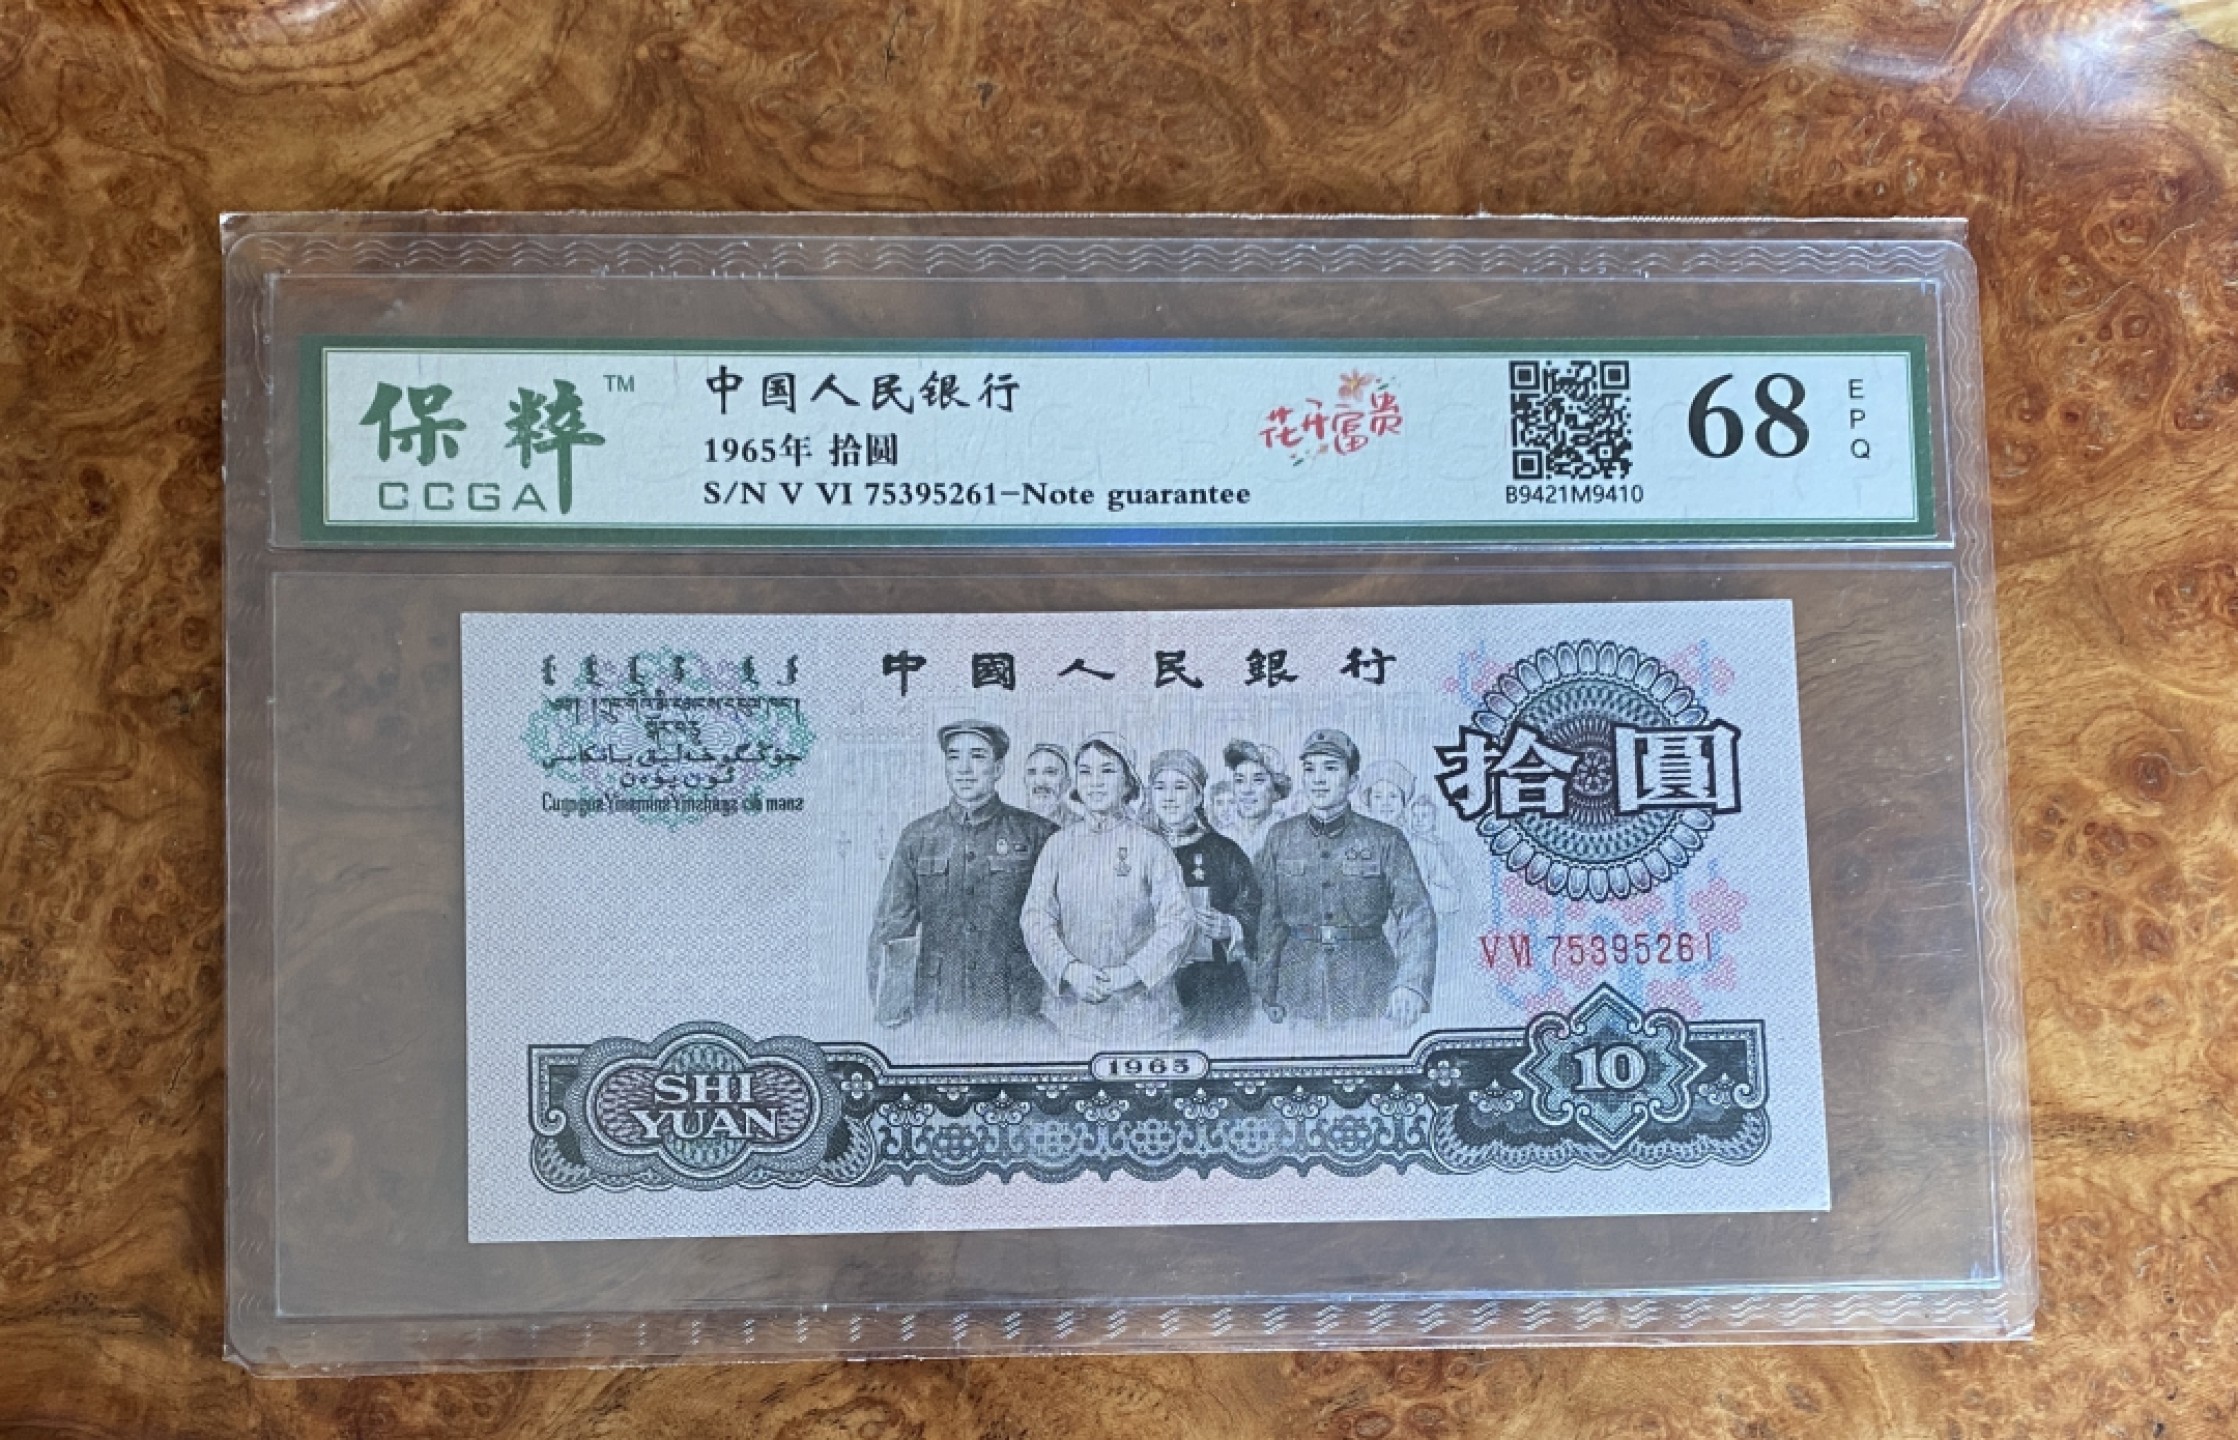 保粹™
CCGA
中国人民银行
1965年 拾圆
S/N V VI 75395261-Note guarantee
花开富贵
B9421M9410
68
EPQ
中國人民銀行
拾圓
V VI 75395261
1965
SHI
YUAN
10